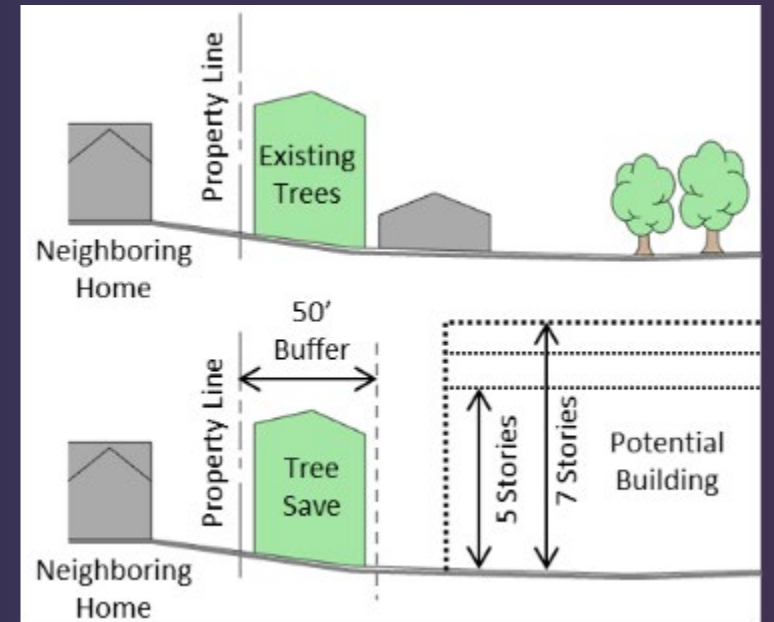 Property Line
Existing
Trees
Neighboring
Home
50'
Buffer
Property Line
Tree
Save
5 Stories
7 Stories
Potential
Building
Neighboring
Home